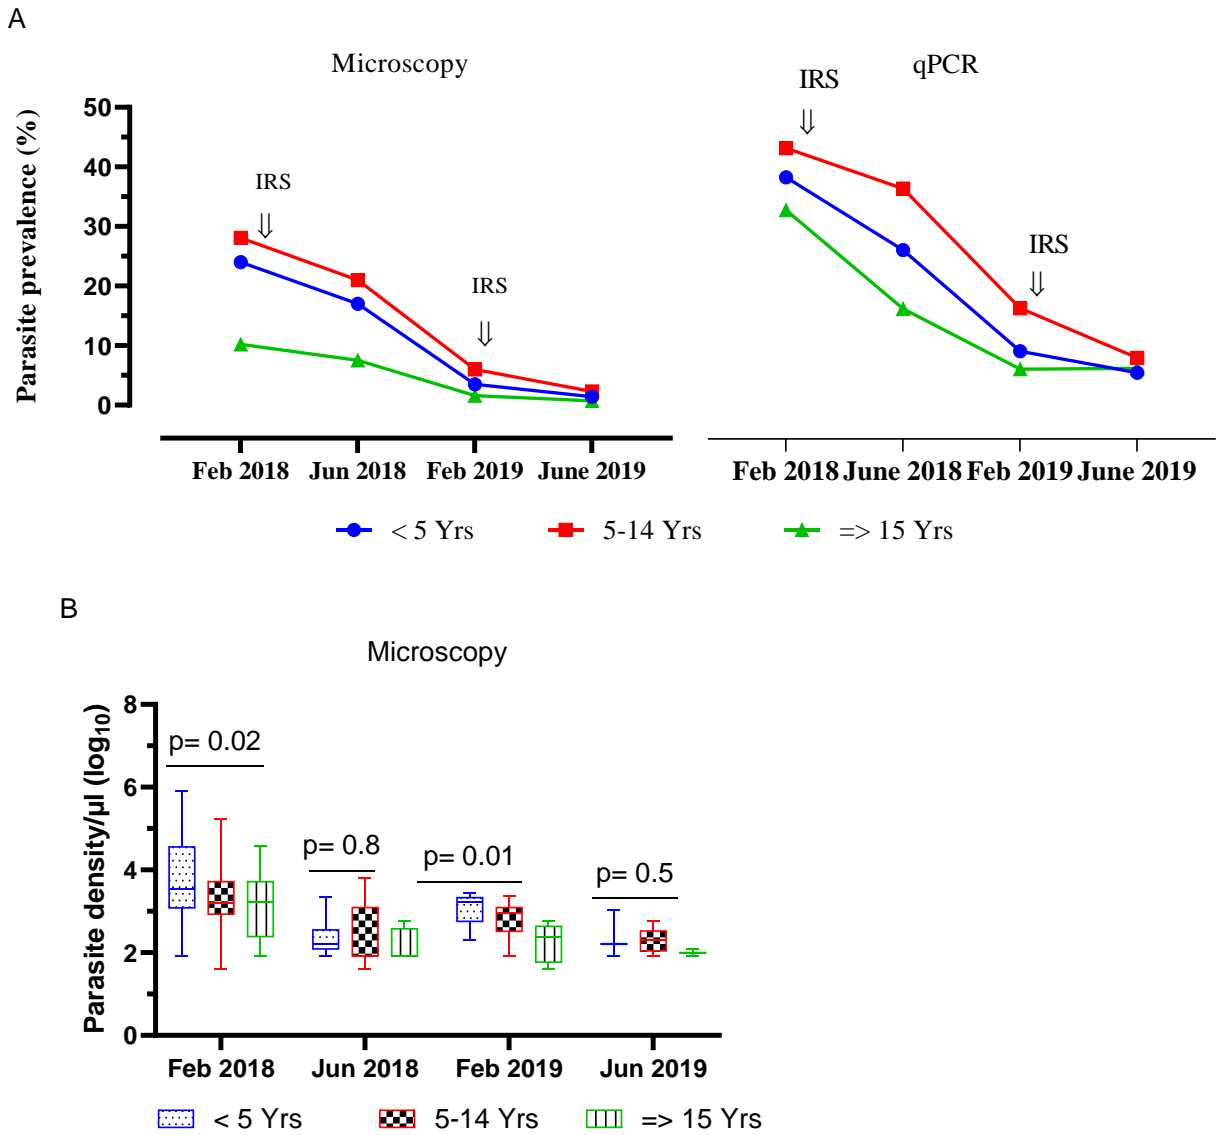 A
Microscopy
qPCR
IRS
IRS
IRS
IRS
Parasite prevalence (%)
50
40
30
20
10
0
Feb 2018 Jun 2018 Feb 2019 June 2019
Feb 2018 June 2018 Feb 2019 June 2019
< 5 Yrs 5-14 Yrs => 15 Yrs
B
Microscopy
Parasite density/µl (log10)
8
6
4
2
0
p= 0.02
p= 0.8
p= 0.01
p= 0.5
Feb 2018 Jun 2018 Feb 2019 Jun 2019
< 5 Yrs 5-14 Yrs => 15 Yrs